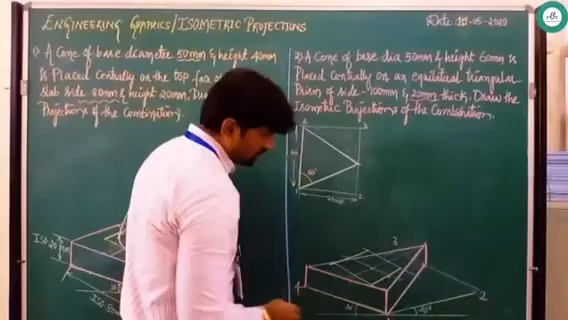 ENGINEERING GRAPHICS/ISOMETRIC PROJECTIONS
Date: 10-05-2020
1) A Cone of base diameter 50mm & height 40mm
is Placed Centrally on the top face of
slab side 80mm & height 20mm, Draw
Projections of the Combination.
2) A Cone of base dia 50mm & height 60mm is
Placed Centrally on an equilateral triangular
Prism of side 100mm & 20mm thick, Draw the
Isometric Projections of the Combination.
60°
1
2
3
4
2
30°